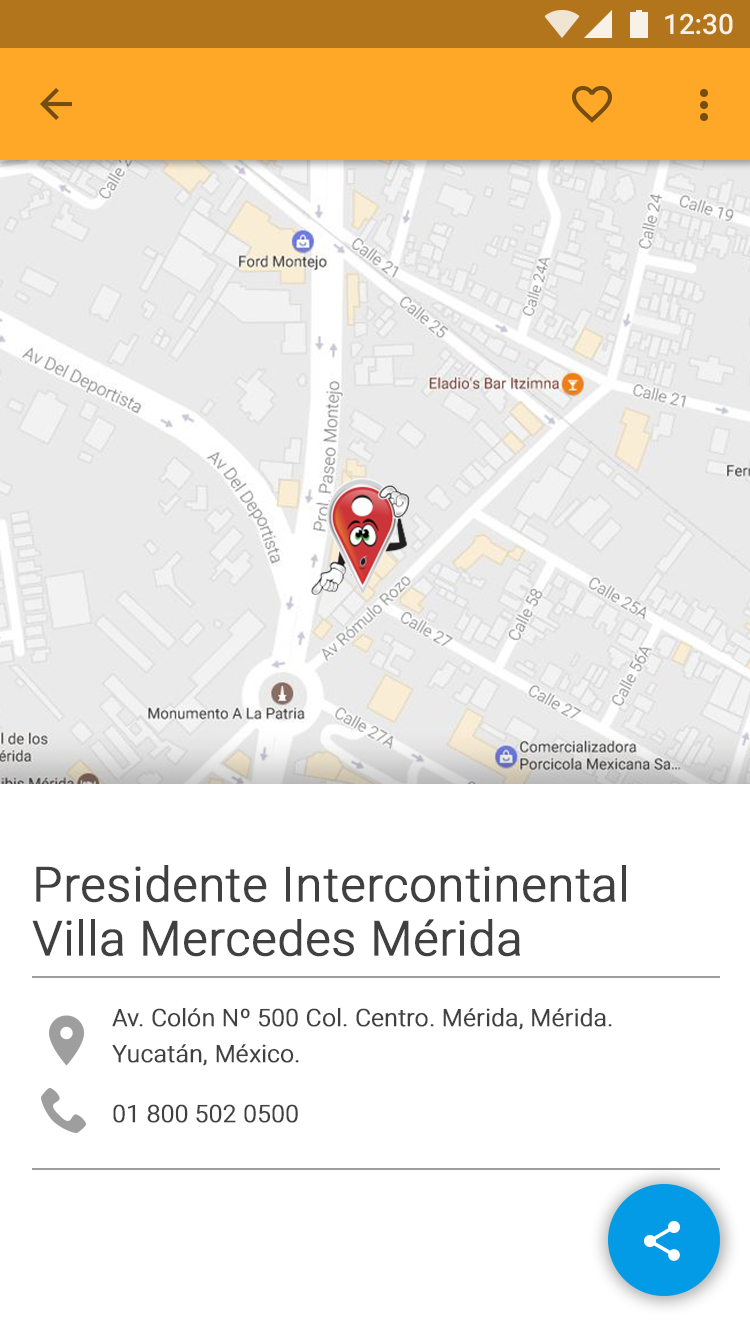 12:30
Calle 2
Calle 24
Calle 19
Ford Montejo
Calle 21
Calle 24A
Calle 25
Av Del Deportista
Eladio's Bar Itzimna
Calle 21
Prol. Paseo Montejo
Av Del Deportista
Fer
Av Rómulo Rozo
Calle 58
Calle 25A
Calle 27
Calle 56A
Monumento A La Patria
Calle 27
Calle 27A
l de los
érida
Comercializadora
Porcicola Mexicana Sa...
ibis Mérida
Presidente Intercontinental
Villa Mercedes Mérida
Av. Colón Nº 500 Col. Centro. Mérida, Mérida.
Yucatán, México.
01 800 502 0500